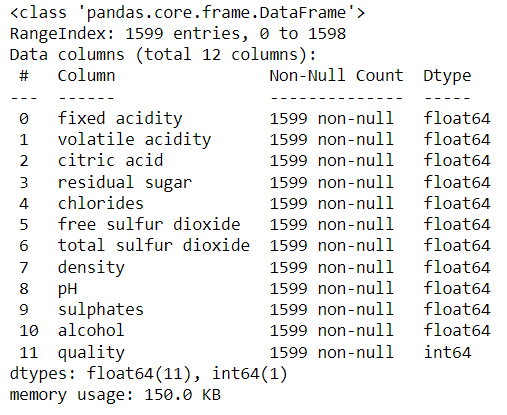 <class 'pandas.core.frame.DataFrame'>
RangeIndex: 1599 entries, 0 to 1598
Data columns (total 12 columns):
 #   Column                Non-Null Count  Dtype
---  ------                --------------  -----
 0   fixed acidity         1599 non-null   float64
 1   volatile acidity      1599 non-null   float64
 2   citric acid           1599 non-null   float64
 3   residual sugar        1599 non-null   float64
 4   chlorides             1599 non-null   float64
 5   free sulfur dioxide   1599 non-null   float64
 6   total sulfur dioxide  1599 non-null   float64
 7   density               1599 non-null   float64
 8   pH                    1599 non-null   float64
 9   sulphates             1599 non-null   float64
 10  alcohol               1599 non-null   float64
 11  quality               1599 non-null   int64
dtypes: float64(11), int64(1)
memory usage: 150.0 KB